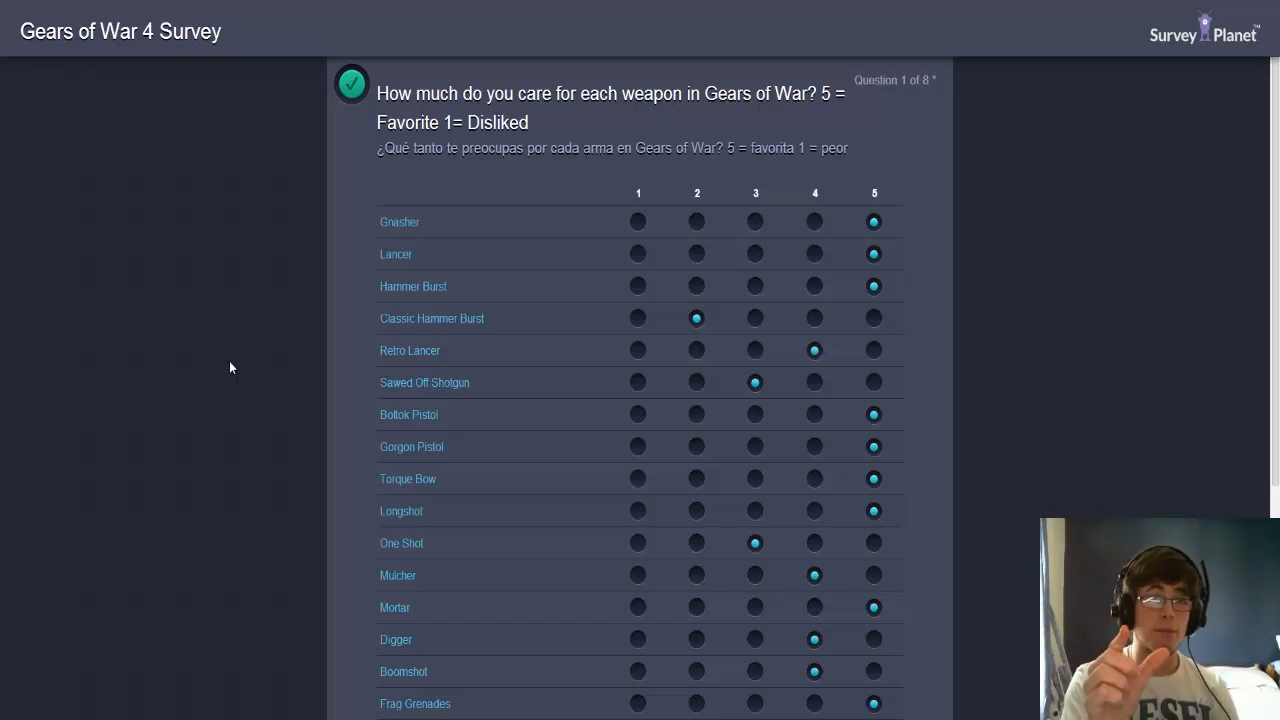 Gears of War 4 Survey
Survey Planet™
Question 1 of 8 *
How much do you care for each weapon in Gears of War? 5 =
Favorite 1= Disliked
¿Qué tanto te preocupas por cada arma en Gears of War? 5 = favorita 1 = peor
1 2 3 4 5
Gnasher
Lancer
Hammer Burst
Classic Hammer Burst
Retro Lancer
Sawed Off Shotgun
Boltok Pistol
Gorgon Pistol
Torque Bow
Longshot
One Shot
Mulcher
Mortar
Digger
Boomshot
Frag Grenades